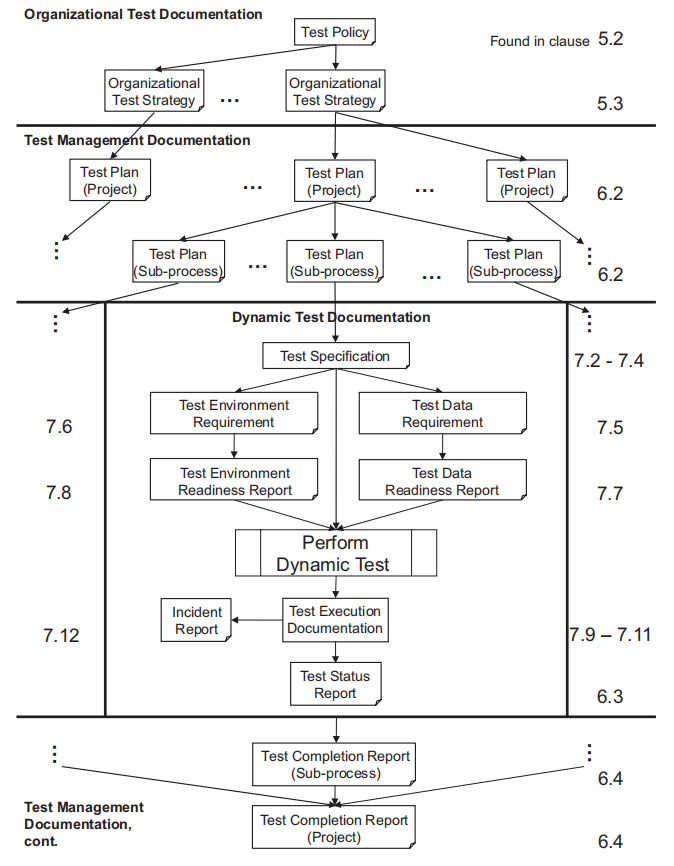 Organizational Test Documentation
Test Policy
Found in clause 5.2
Organizational
Test Strategy
...
Organizational
Test Strategy
5.3
Test Management Documentation
Test Plan
(Project)
...
Test Plan
(Project)
...
Test Plan
(Project)
6.2
Test Plan
(Sub-process)
...
Test Plan
(Sub-process)
...
Test Plan
(Sub-process)
6.2
Dynamic Test Documentation
Test Specification
7.2 - 7.4
7.6
Test Environment
Requirement
Test Data
Requirement
7.5
7.8
Test Environment
Readiness Report
Test Data
Readiness Report
7.7
Perform
Dynamic Test
7.12
Incident
Report
Test Execution
Documentation
7.9 – 7.11
Test Status
Report
6.3
Test Completion Report
(Sub-process)
6.4
Test Management
Documentation,
cont.
Test Completion Report
(Project)
6.4